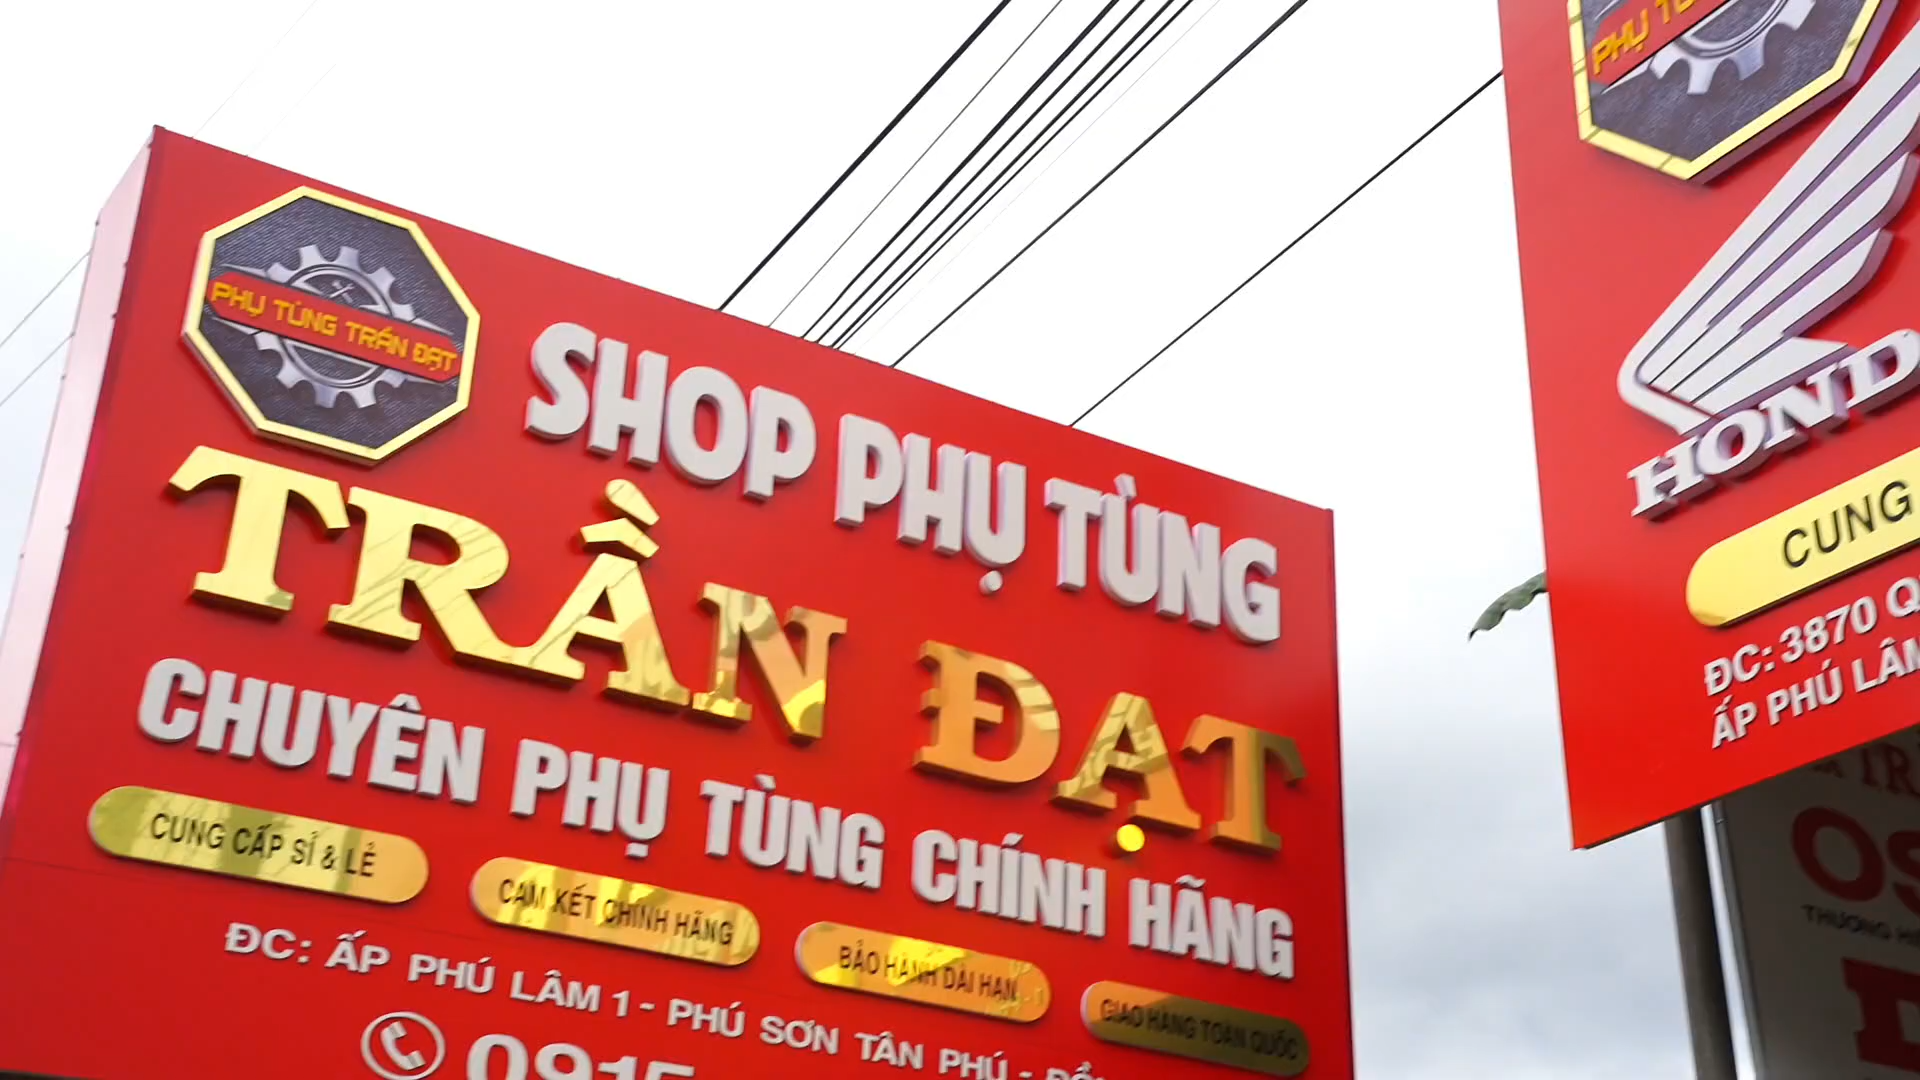 PHỤ TÙNG TRẦN ĐẠT
SHOP PHỤ TÙNG
TRẦN ĐẠT
CHUYÊN PHỤ TÙNG CHÍNH HÃNG
CUNG CẤP SỈ & LẺ
CAM KẾT CHÍNH HÃNG
BẢO HÀNH DÀI HẠN
GIAO HÀNG TOÀN QUỐC
ĐC: ẤP PHÚ LÂM 1 - PHÚ SƠN TÂN PHÚ -
0915
PHỤ
HOND
CUNG
ĐC: 3870
ẤP PHÚ LÂM
THƯƠNG